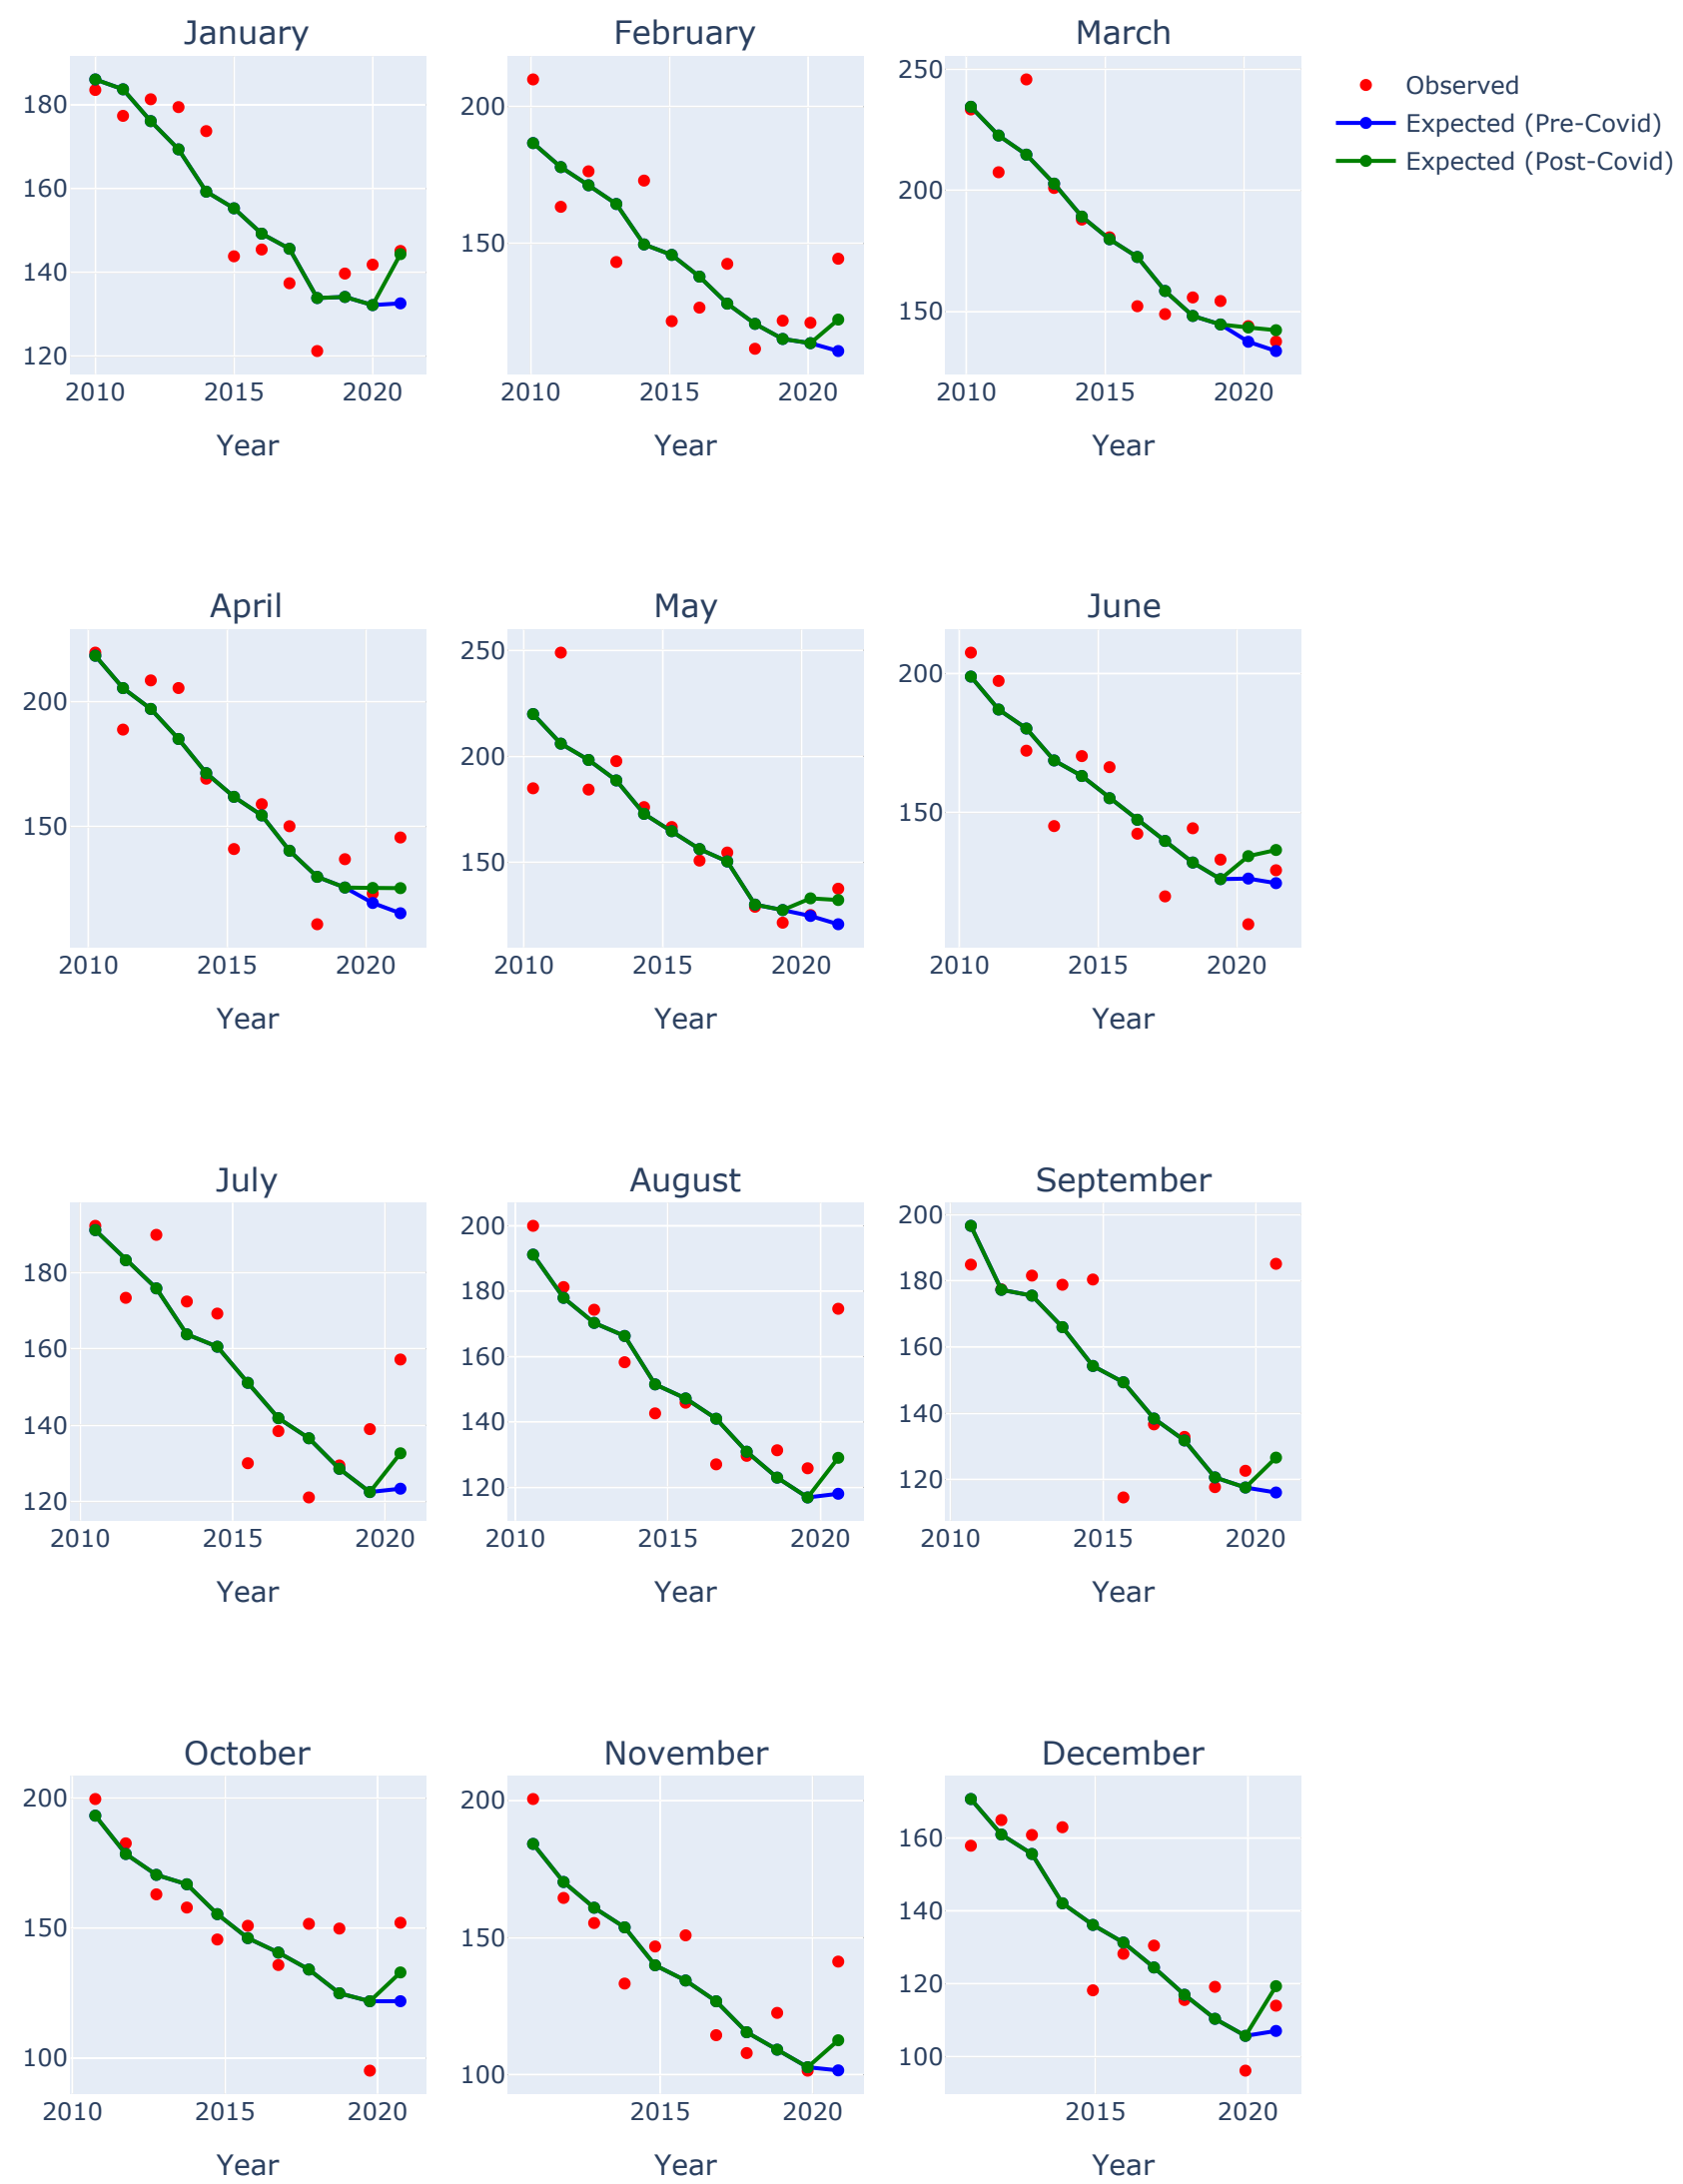 January
February
March
180
160
140
120
2010
2015
2020
Year
200
150
2010
2015
2020
Year
250
200
150
2010
2015
2020
Year
Observed
Expected (Pre-Covid)
Expected (Post-Covid)
April
May
June
200
150
2010
2015
2020
Year
250
200
150
2010
2015
2020
Year
200
150
2010
2015
2020
Year
July
August
September
180
160
140
120
2010
2015
2020
Year
200
180
160
140
120
2010
2015
2020
Year
200
180
160
140
120
2010
2015
2020
Year
October
November
December
200
150
100
2010
2015
2020
Year
200
150
100
2015
2020
Year
160
140
120
100
2015
2020
Year